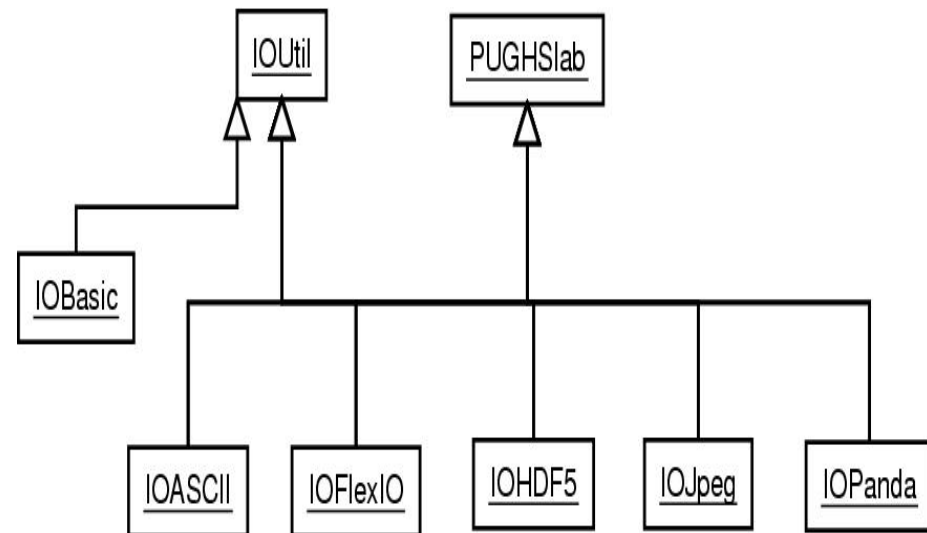 IOUtil
PUGHSlab
IOBasic
IOASCII
IOFlexIO
IOHDF5
IOJpeg
IOPanda